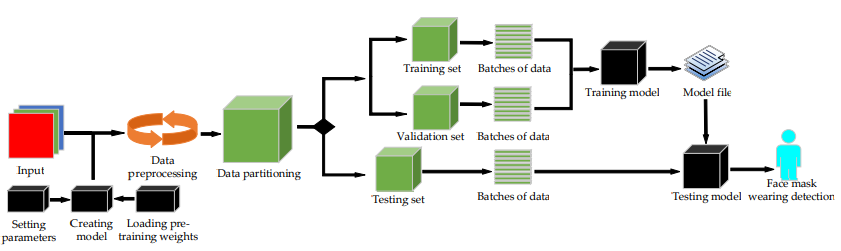 Training set
Batches of data
Training model
Model file
Validation set
Batches of data
Input
Data
preprocessing
Data partitioning
Testing set
Batches of data
Testing model
Face mask
wearing detection
Setting
parameters
Creating
model
Loading pre-
training weights